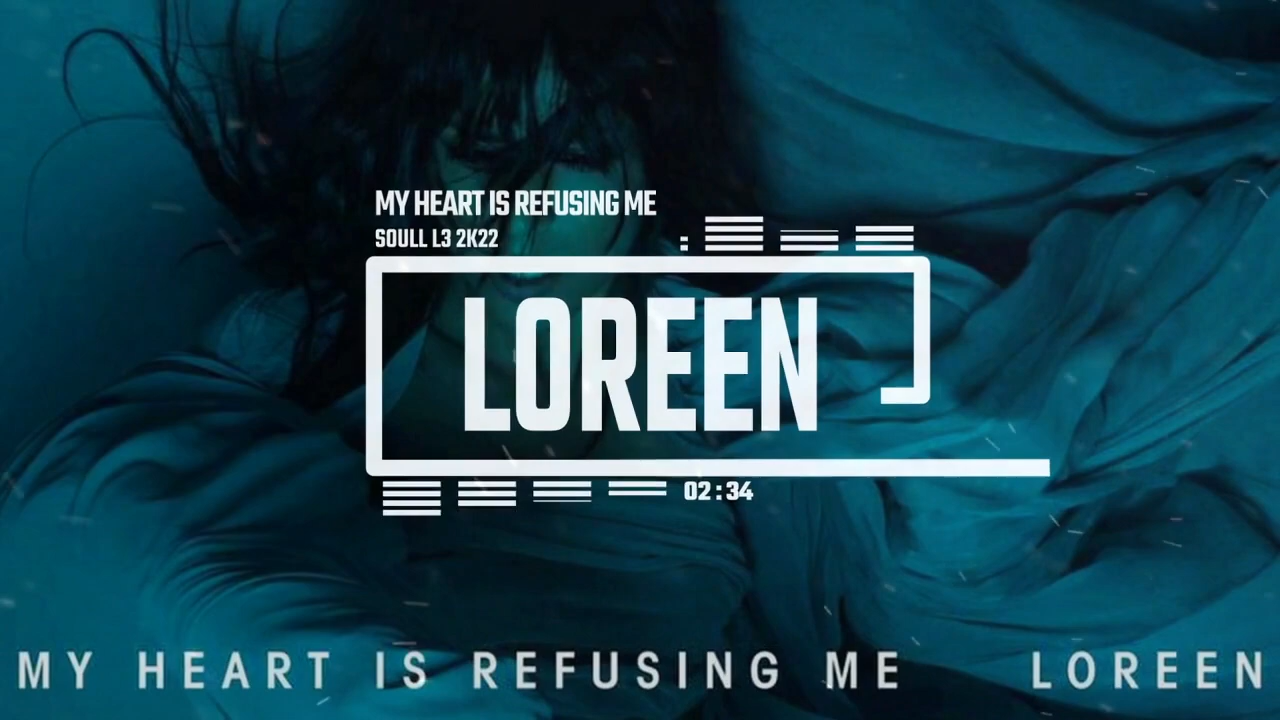 MY HEART IS REFUSING ME
SOULL L3 2K22
LOREEN
02:34
MY HEART IS REFUSING ME LOREEN